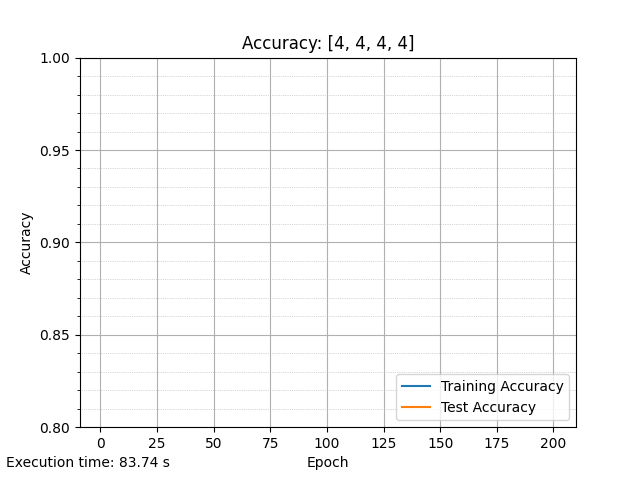 Accuracy: [4, 4, 4, 4]
1.00
0.95
0.90
0.85
0.80
Accuracy
Training Accuracy
Test Accuracy
0 25 50 75 100 125 150 175 200
Execution time: 83.74 s
Epoch